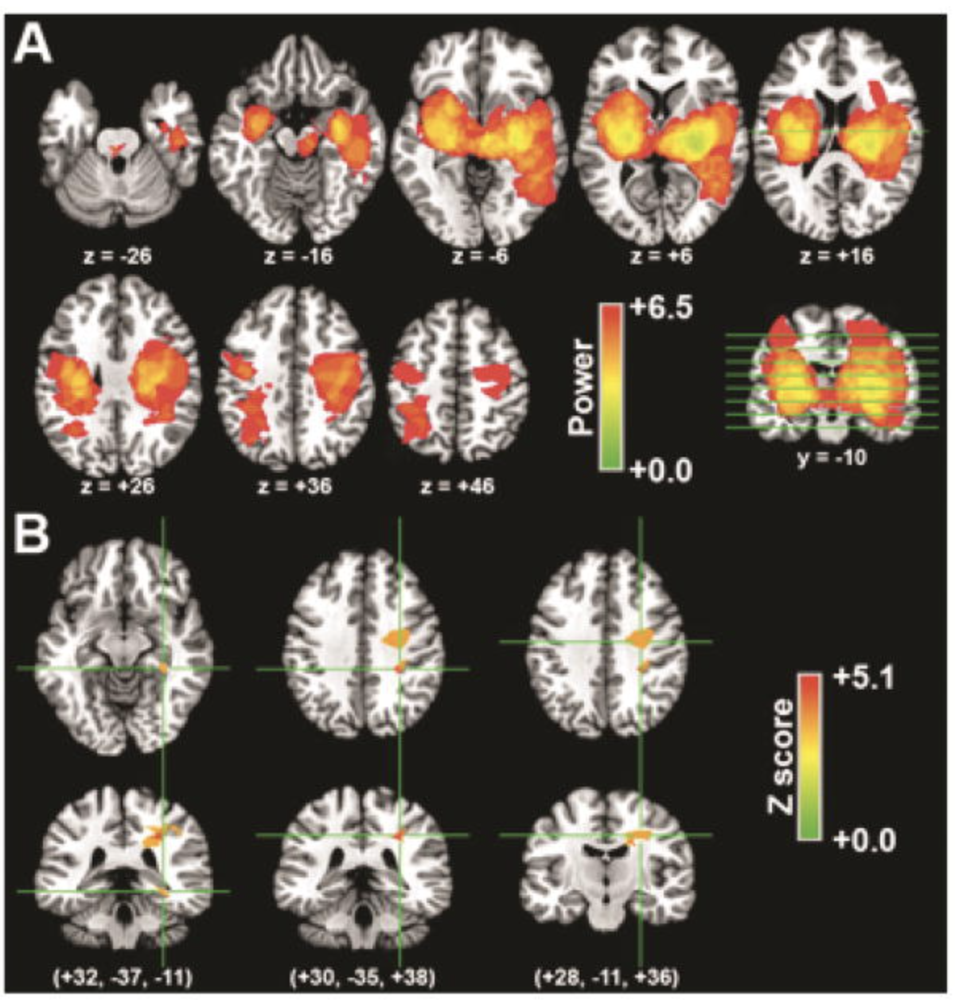 A
z = -26
z = -16
z = -6
z = +6
z = +16
z = +26
z = +36
z = +46
Power
+6.5
+0.0
y = -10
B
Z score
+5.1
+0.0
(+32, -37, -11)
(+30, -35, +38)
(+28, -11, +36)